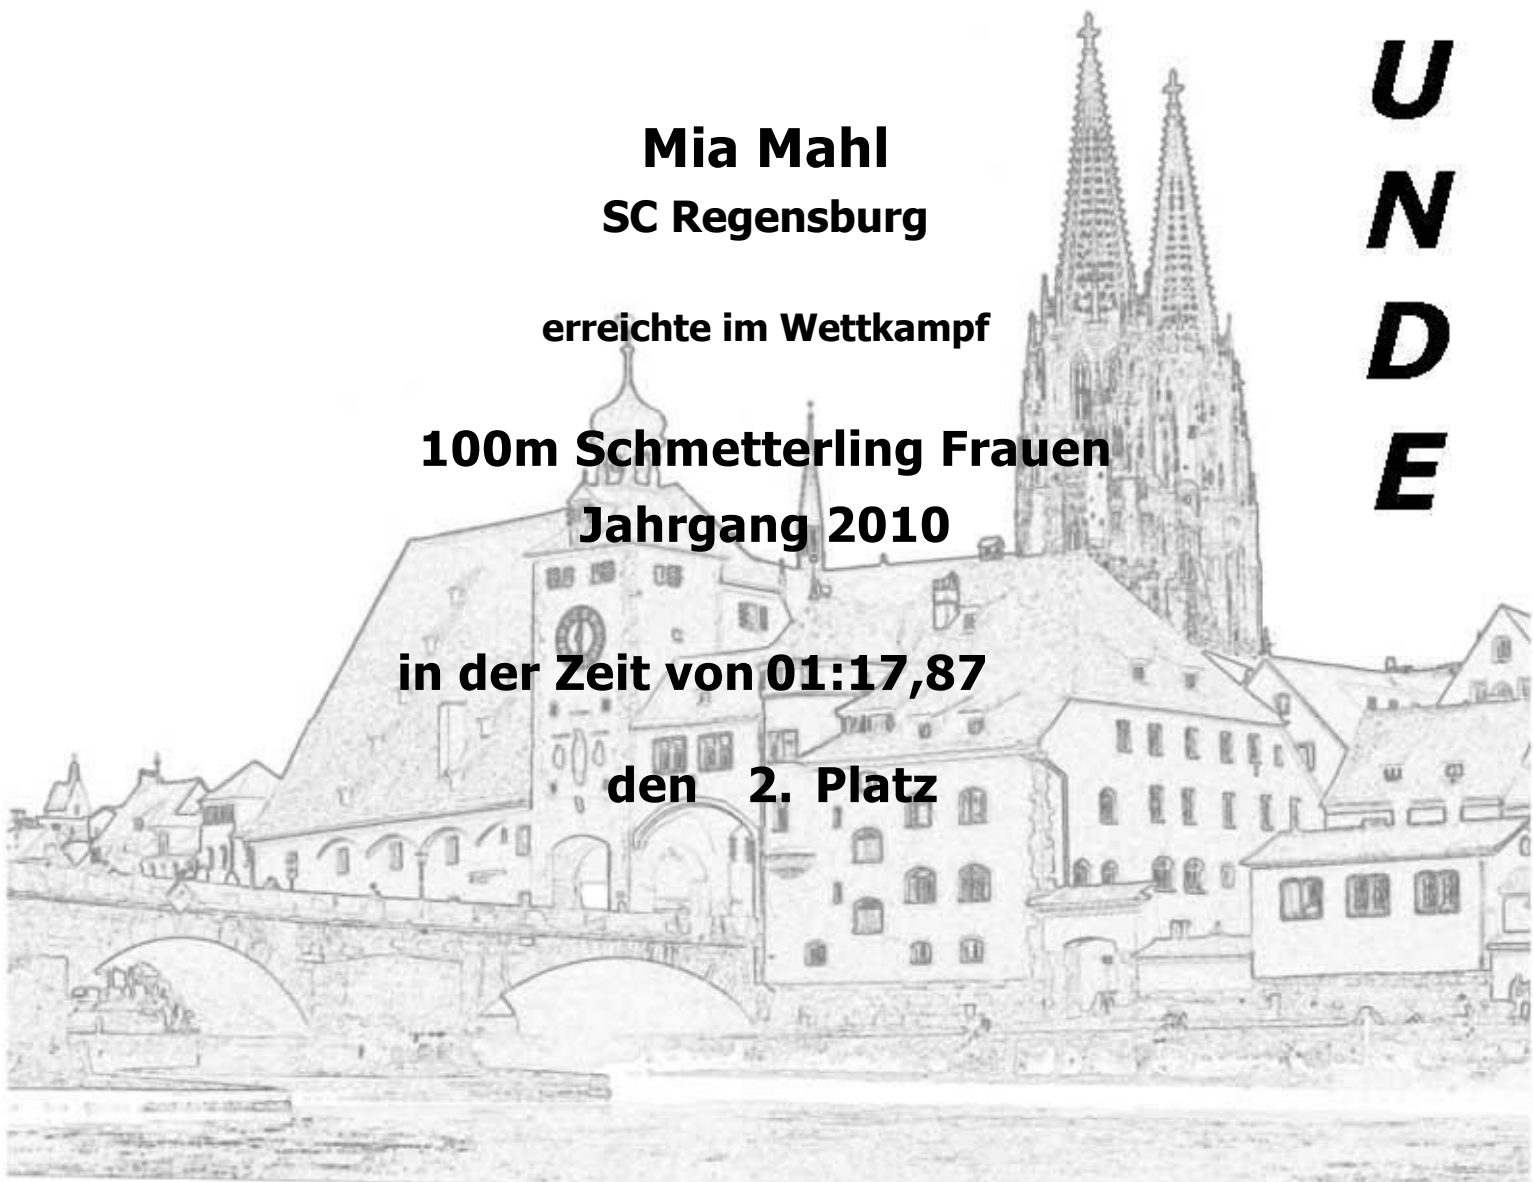 Mia Mahl
SC Regensburg
erreichte im Wettkampf
100m Schmetterling Frauen
Jahrgang 2010
in der Zeit von 01:17,87
den 2. Platz
U
N
D
E